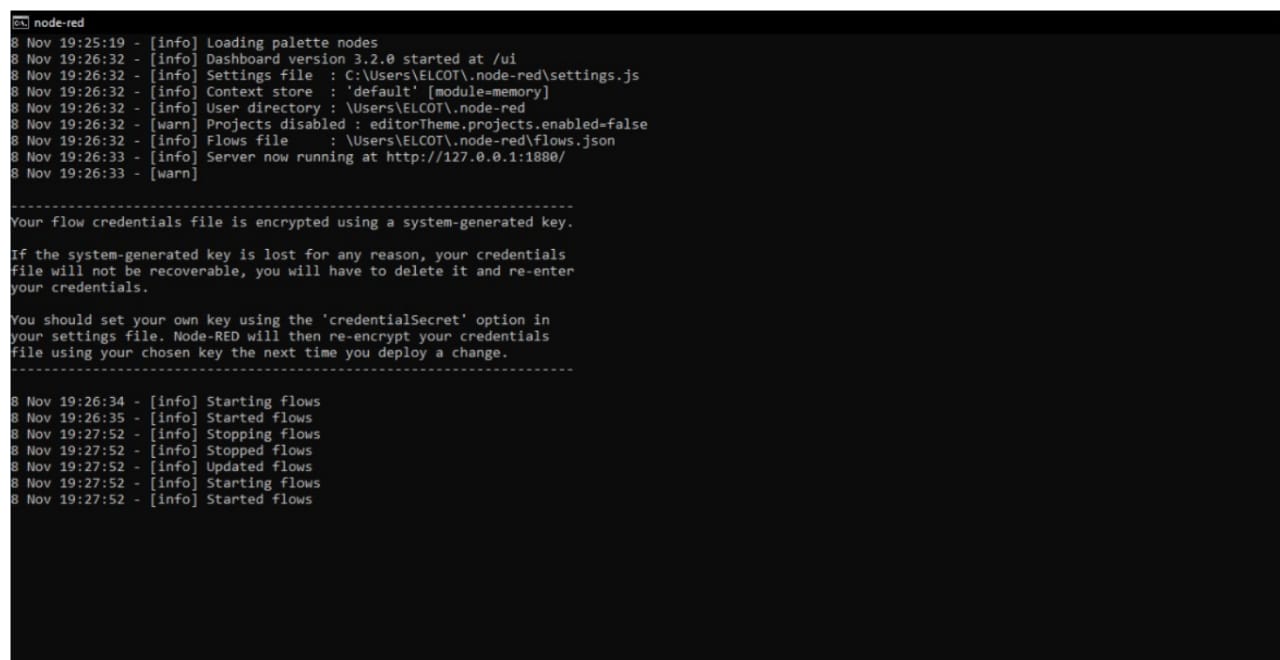 node-red
8 Nov 19:25:19 - [info] Loading palette nodes
8 Nov 19:26:32 - [info] Dashboard version 3.2.0 started at /ui
8 Nov 19:26:32 - [info] Settings file  : C:\Users\ELCOT\.node-red\settings.js
8 Nov 19:26:32 - [info] Context store  : 'default' [module=memory]
8 Nov 19:26:32 - [info] User directory : \Users\ELCOT\.node-red
8 Nov 19:26:32 - [warn] Projects disabled : editorTheme.projects.enabled=false
8 Nov 19:26:32 - [info] Flows file     : \Users\ELCOT\.node-red\flows.json
8 Nov 19:26:33 - [info] Server now running at http://127.0.0.1:1880/
8 Nov 19:26:33 - [warn]
---------------------------------------------------------------------
Your flow credentials file is encrypted using a system-generated key.
If the system-generated key is lost for any reason, your credentials
file will not be recoverable, you will have to delete it and re-enter
your credentials.
You should set your own key using the 'credentialSecret' option in
your settings file. Node-RED will then re-encrypt your credentials
file using your chosen key the next time you deploy a change.
---------------------------------------------------------------------
8 Nov 19:26:34 - [info] Starting flows
8 Nov 19:26:35 - [info] Started flows
8 Nov 19:27:52 - [info] Stopping flows
8 Nov 19:27:52 - [info] Stopped flows
8 Nov 19:27:52 - [info] Updated flows
8 Nov 19:27:52 - [info] Starting flows
8 Nov 19:27:52 - [info] Started flows